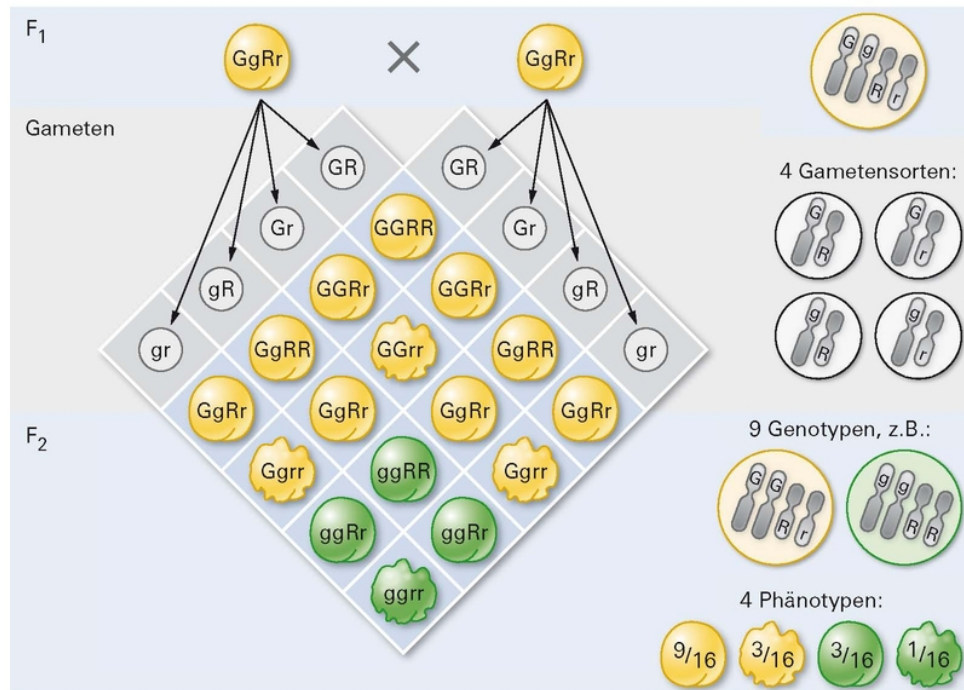 F1
GgRr
GgRr
G g R r
Gameten
GR
GR
4 Gametensorten:
Gr
GGRR
Gr
G R
G r
gR
GGRr
GGRr
gR
gr
GgRR
GGrr
GgRR
gr
g R
g r
GgRr
GgRr
GgRr
GgRr
F2
9 Genotypen, z.B.:
Ggrr
ggRR
Ggrr
G G R r
g g R R
ggRr
ggRr
ggrr
4 Phänotypen:
9/16
3/16
3/16
1/16